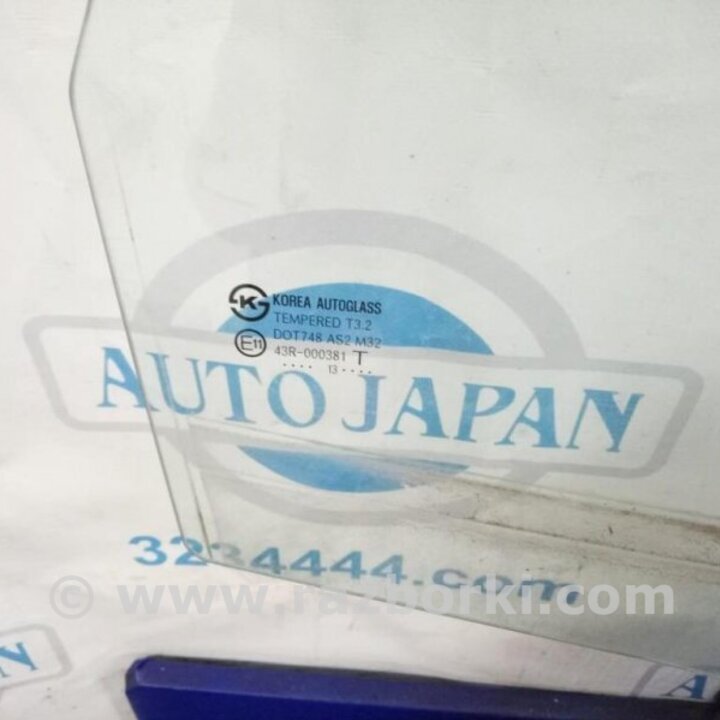 KOREA AUTOGLASS
TEMPERED T3.2
DOT748 AS2 M32
E11 43R-000381 T
.... 13 ....
AUTO JAPAN
3234444.com
© www.razborki.com
N
A